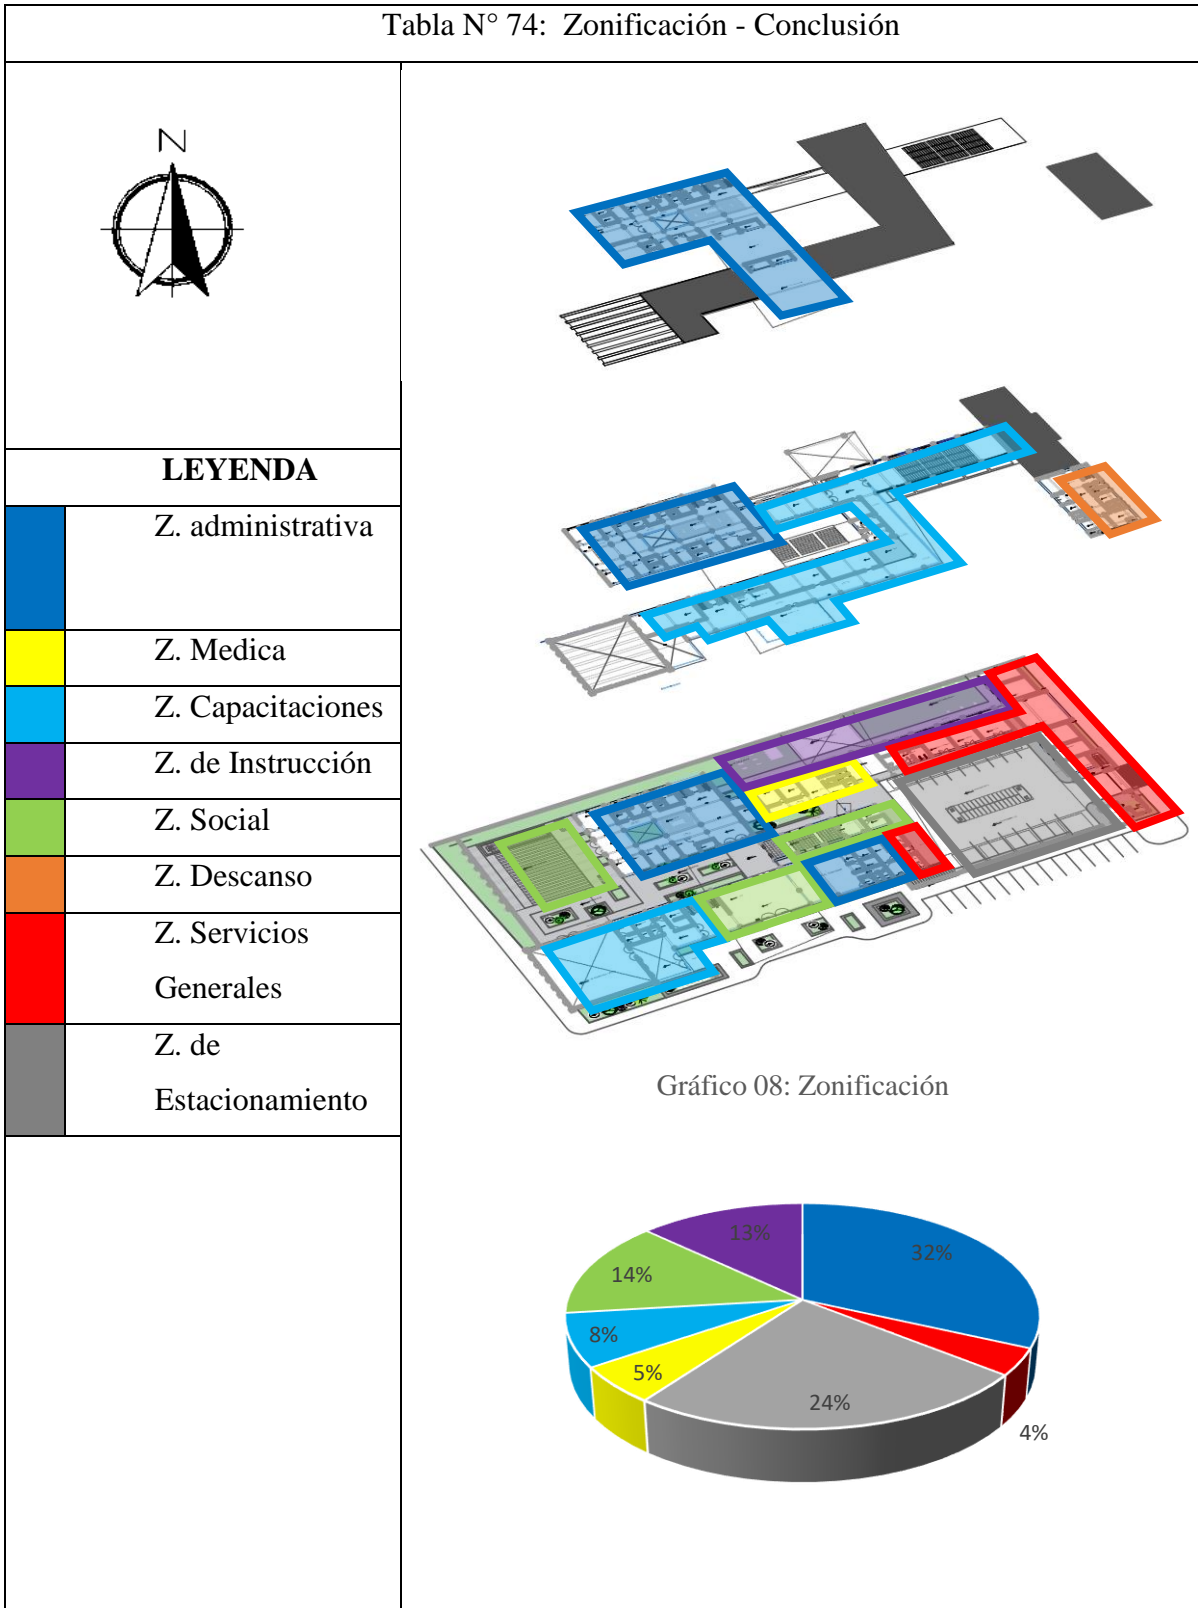 Tabla N° 74: Zonificación - Conclusión
N
LEYENDA
Z. administrativa
Z. Medica
Z. Capacitaciones
Z. de Instrucción
Z. Social
Z. Descanso
Z. Servicios
Generales
Z. de
Estacionamiento
Gráfico 08: Zonificación
13%
32%
14%
8%
5%
24%
4%